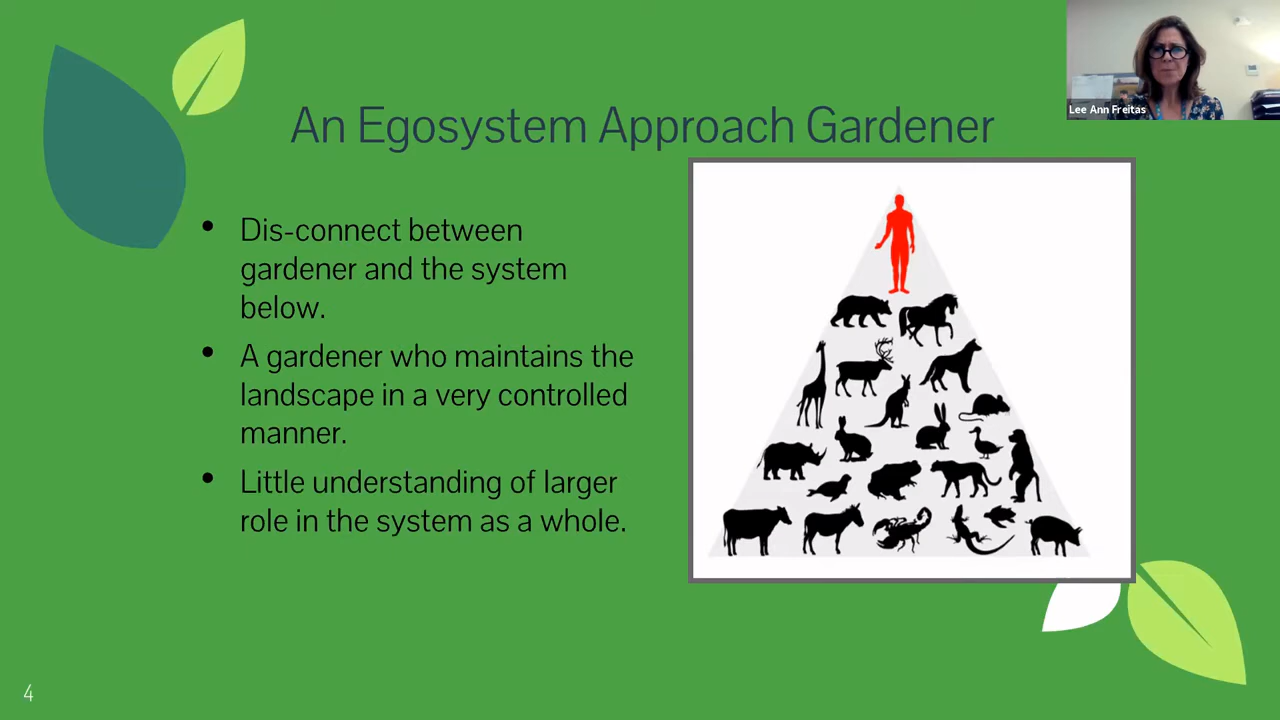 Lee Ann Freitas
An Egosystem Approach Gardener
• Dis-connect between
gardener and the system
below.
• A gardener who maintains the
landscape in a very controlled
manner.
• Little understanding of larger
role in the system as a whole.
4